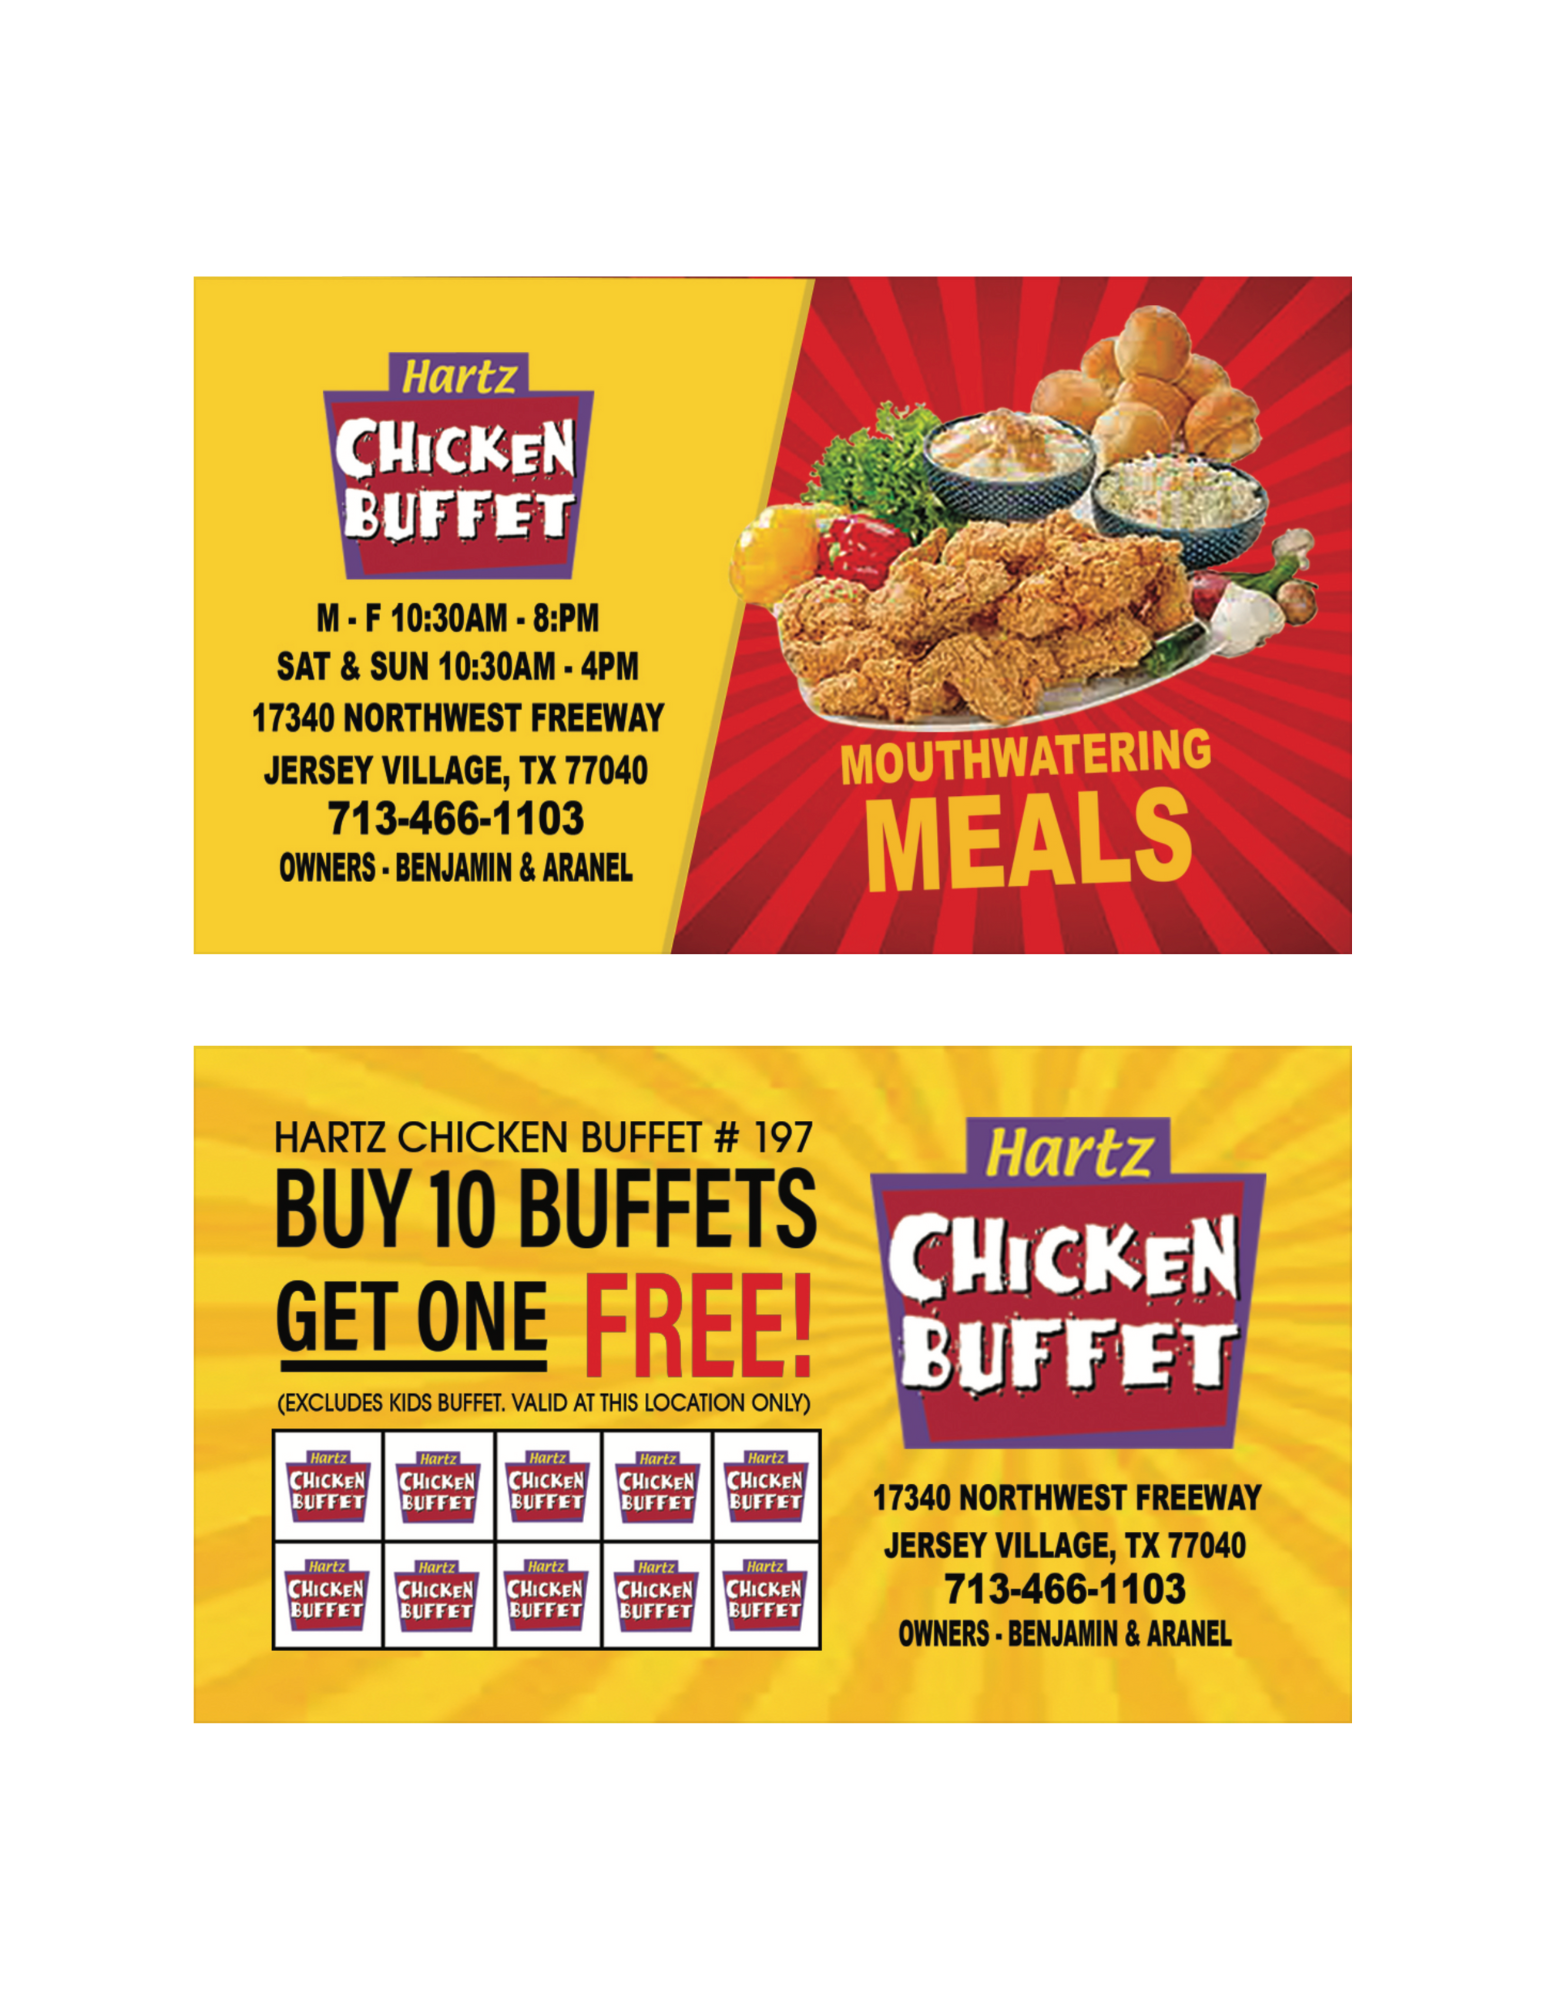 Hartz
CHICKEN
BUFFET
M - F 10:30AM - 8:PM
SAT & SUN 10:30AM - 4PM
17340 NORTHWEST FREEWAY
JERSEY VILLAGE, TX 77040
713-466-1103
OWNERS - BENJAMIN & ARANEL
MOUTHWATERING
MEALS
HARTZ CHICKEN BUFFET # 197
BUY 10 BUFFETS
GET ONE FREE!
(EXCLUDES KIDS BUFFET. VALID AT THIS LOCATION ONLY)
Hartz Hartz Hartz Hartz Hartz
CHICKEN CHICKEN CHICKEN CHICKEN CHICKEN
BUFFET BUFFET BUFFET BUFFET BUFFET
Hartz Hartz Hartz Hartz Hartz
CHICKEN CHICKEN CHICKEN CHICKEN CHICKEN
BUFFET BUFFET BUFFET BUFFET BUFFET
Hartz
CHICKEN
BUFFET
17340 NORTHWEST FREEWAY
JERSEY VILLAGE, TX 77040
713-466-1103
OWNERS - BENJAMIN & ARANEL